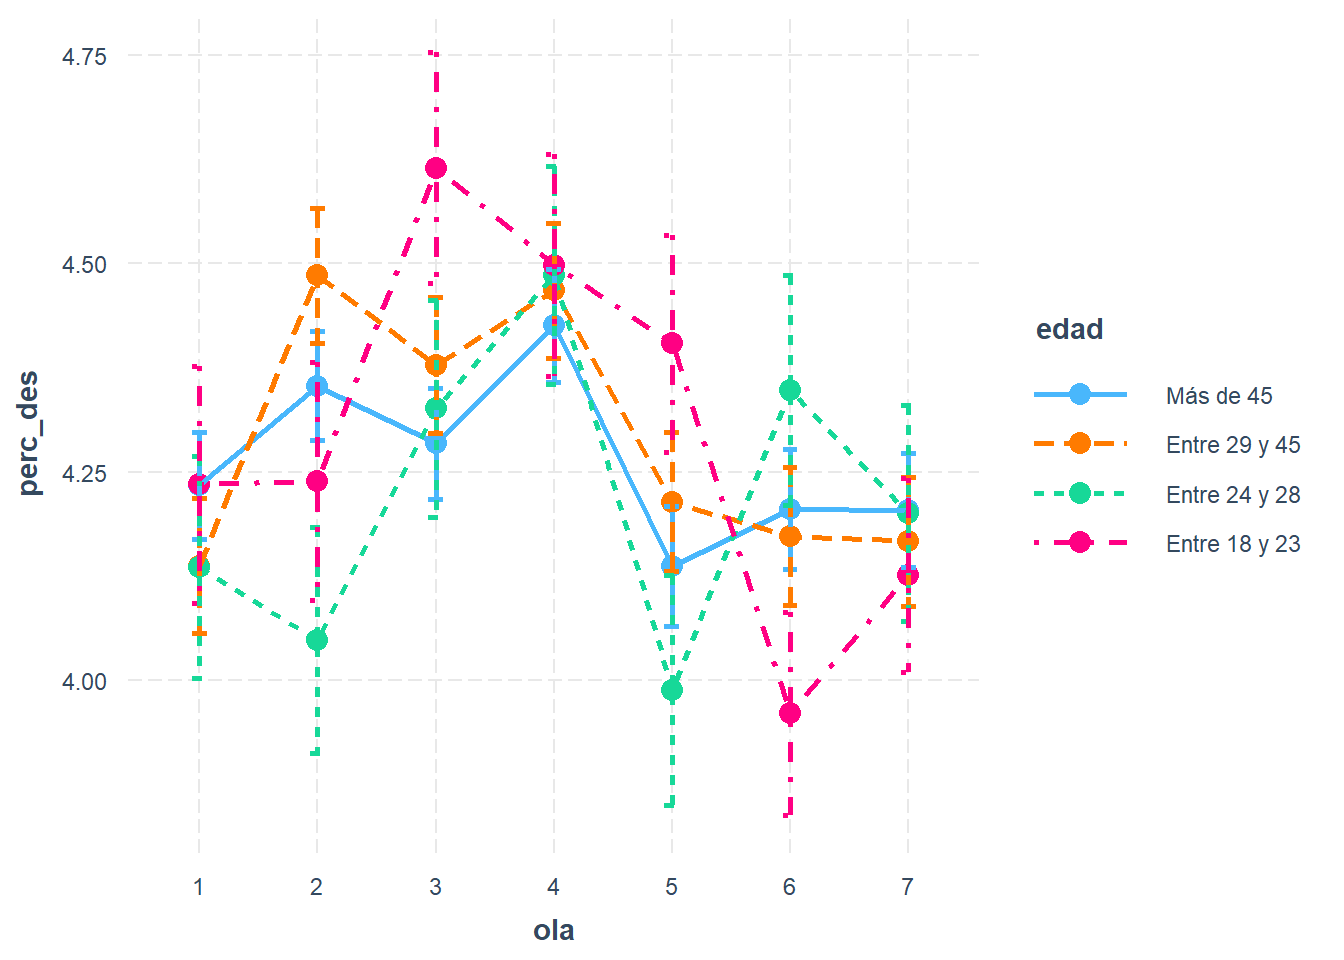 4.75
4.50
4.25
4.00
perc_des
1 2 3 4 5 6 7
ola
edad
Más de 45
Entre 29 y 45
Entre 24 y 28
Entre 18 y 23